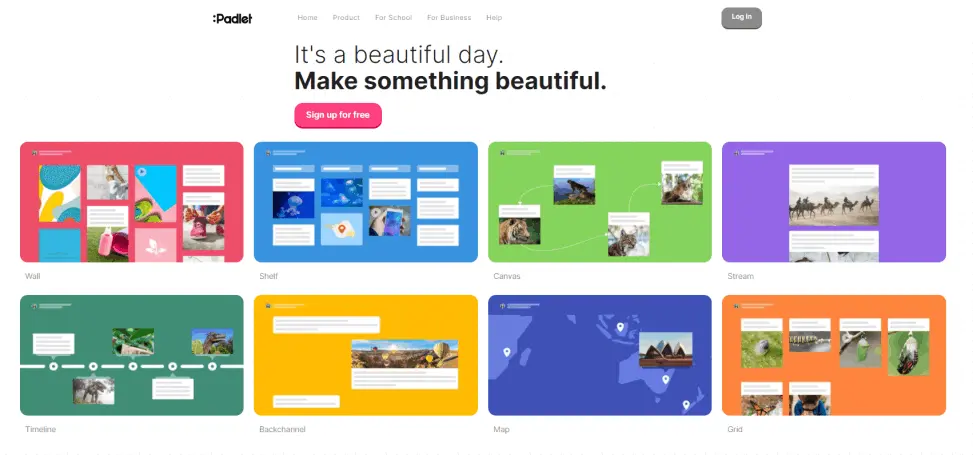 :Padlet
Home Product For School For Business Help
Log In
It's a beautiful day.
Make something beautiful.
Sign up for free
Wall
Shelf
Canvas
Stream
Timeline
Backchannel
Map
Grid